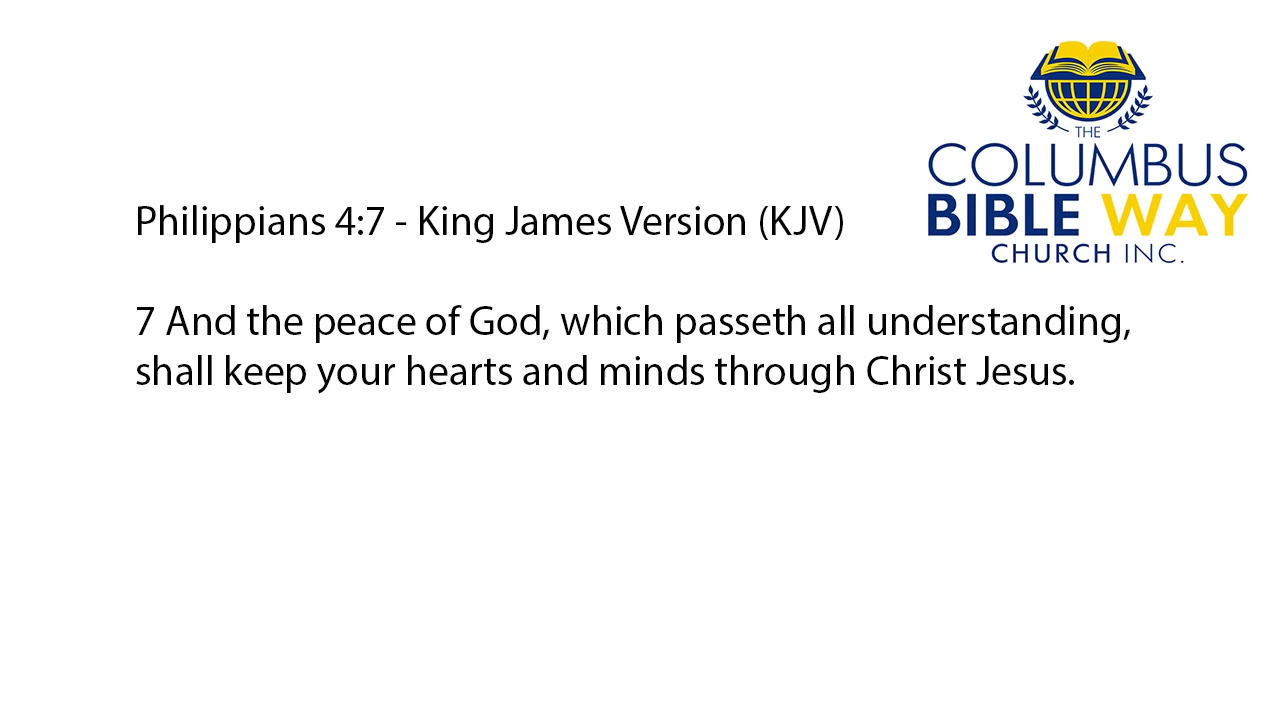 THE
COLUMBUS
BIBLE WAY
CHURCH INC.
Philippians 4:7 - King James Version (KJV)
7 And the peace of God, which passeth all understanding,
shall keep your hearts and minds through Christ Jesus.